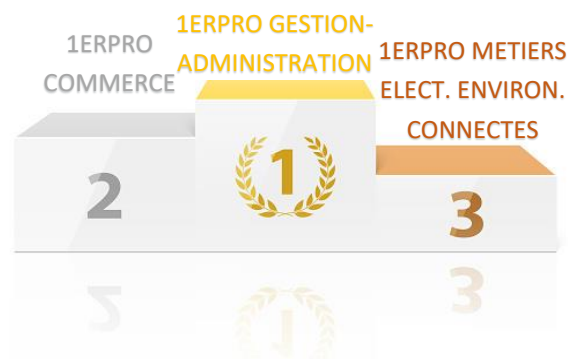 1ERPRO
COMMERCE
1ERPRO GESTION-
ADMINISTRATION
1ERPRO METIERS
ELECT. ENVIRON.
CONNECTES
2
1
3